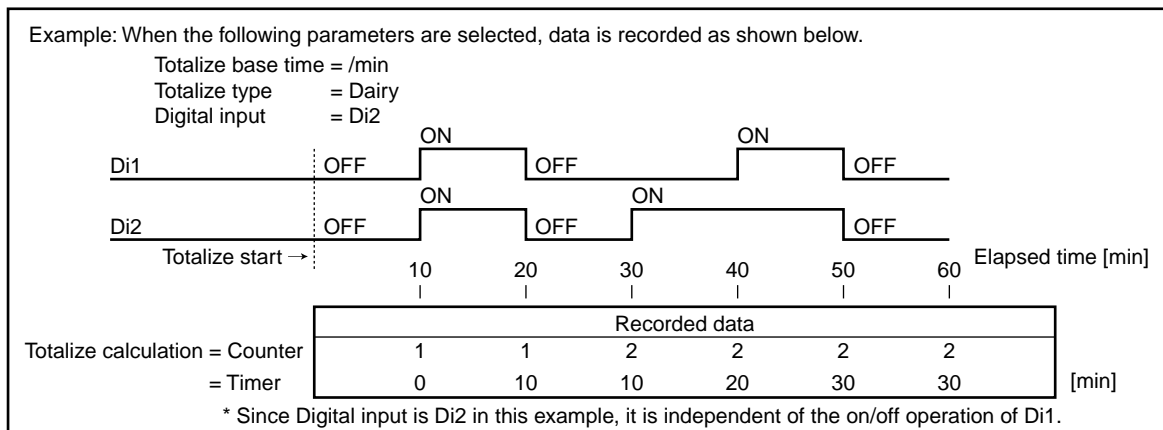 Example: When the following parameters are selected, data is recorded as shown below.
Totalize base time = /min
Totalize type = Dairy
Digital input = Di2
ON ON
Di1 OFF OFF OFF
ON ON
Di2 OFF OFF OFF
Totalize start → Elapsed time [min]
10 20 30 40 50 60
Recorded data
Totalize calculation = Counter 1 1 2 2 2 2
= Timer 0 10 10 20 30 30 [min]
* Since Digital input is Di2 in this example, it is independent of the on/off operation of Di1.